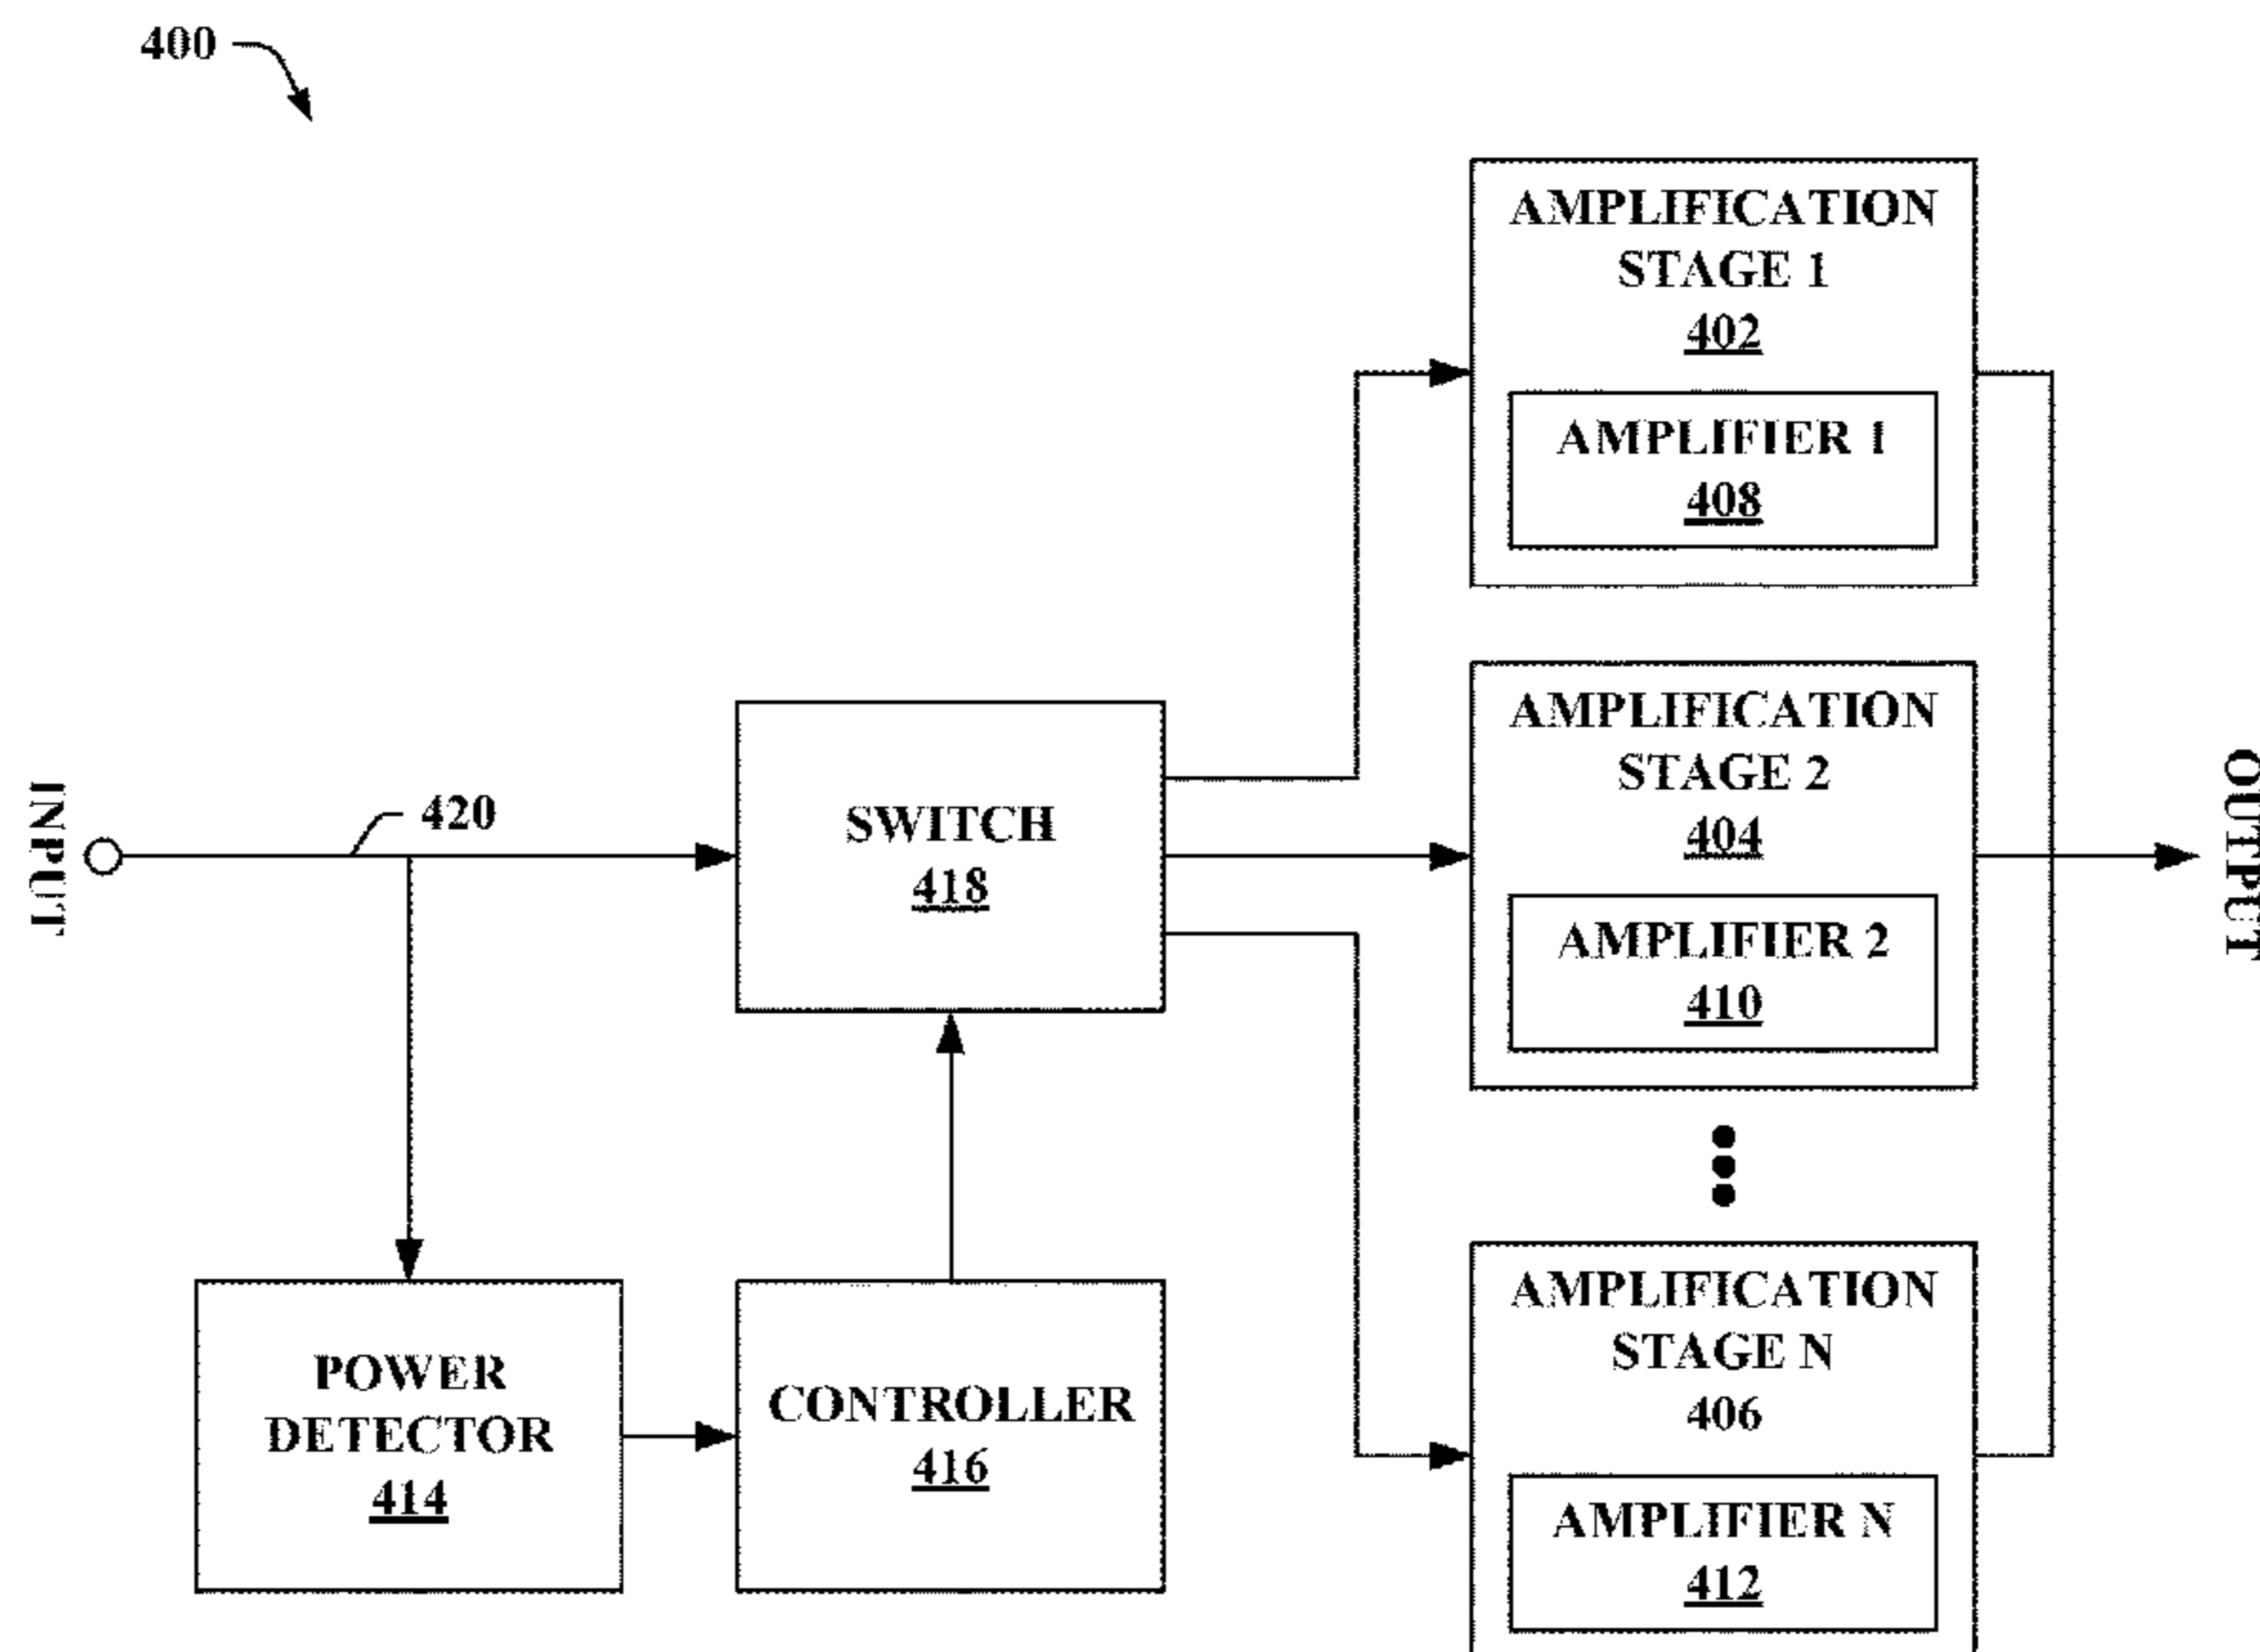 400
AMPLIFICATION
STAGE 1
402
AMPLIFIER 1
408
AMPLIFICATION
STAGE 2
404
AMPLIFIER 2
410
INPUT
420
SWITCH
418
OUTPUT
POWER
DETECTOR
414
CONTROLLER
416
AMPLIFICATION
STAGE N
406
AMPLIFIER N
412